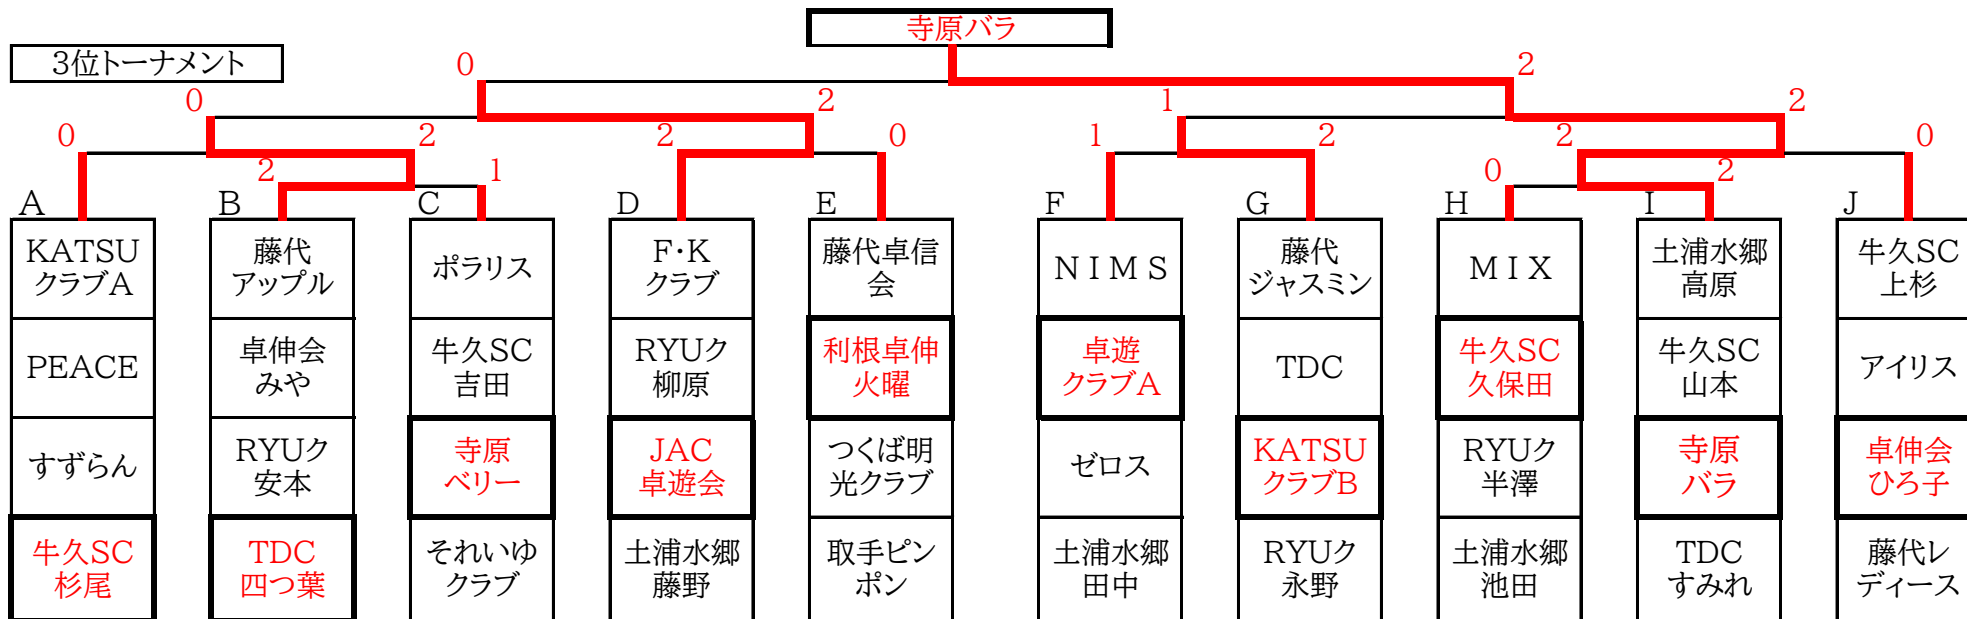 寺原バラ
3位トーナメント
0 2
0 2 1 2
0 2 2 0 1 2 2 0
2 1 0 2
A B C D E F G H I J
KATSU
クラブA
藤代
アップル
ポラリス
F・K
クラブ
藤代卓信
会
NIMS
藤代
ジャスミン
MIX
土浦水郷
高原
牛久SC
上杉
PEACE
卓伸会
みや
牛久SC
吉田
RYUク
柳原
利根卓伸
火曜
卓遊
クラブA
TDC
牛久SC
久保田
牛久SC
山本
アイリス
すずらん
RYUク
安本
寺原
ベリー
JAC
卓遊会
つくば明
光クラブ
ゼロス
KATSU
クラブB
RYUク
半澤
寺原
バラ
卓伸会
ひろ子
牛久SC
杉尾
TDC
四つ葉
それいゆ
クラブ
土浦水郷
藤野
取手ピン
ポン
土浦水郷
田中
RYUク
永野
土浦水郷
池田
TDC
すみれ
藤代レ
ディース